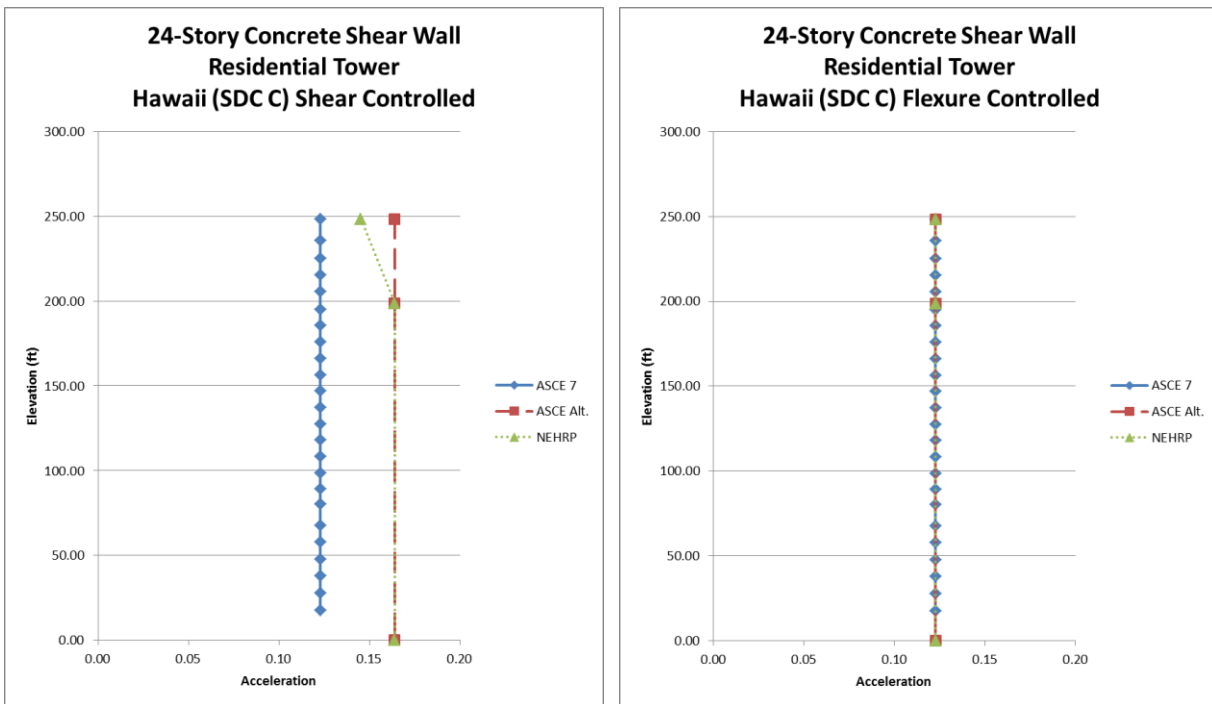 24-Story Concrete Shear Wall
Residential Tower
Hawaii (SDC C) Shear Controlled
300.00
250.00
200.00
150.00
100.00
50.00
0.00
Elevation (ft)
0.00 0.05 0.10 0.15 0.20
Acceleration
ASCE 7
ASCE Alt.
NEHRP
24-Story Concrete Shear Wall
Residential Tower
Hawaii (SDC C) Flexure Controlled
300.00
250.00
200.00
150.00
100.00
50.00
0.00
Elevation (ft)
0.00 0.05 0.10 0.15 0.20
Acceleration
ASCE 7
ASCE Alt.
NEHRP